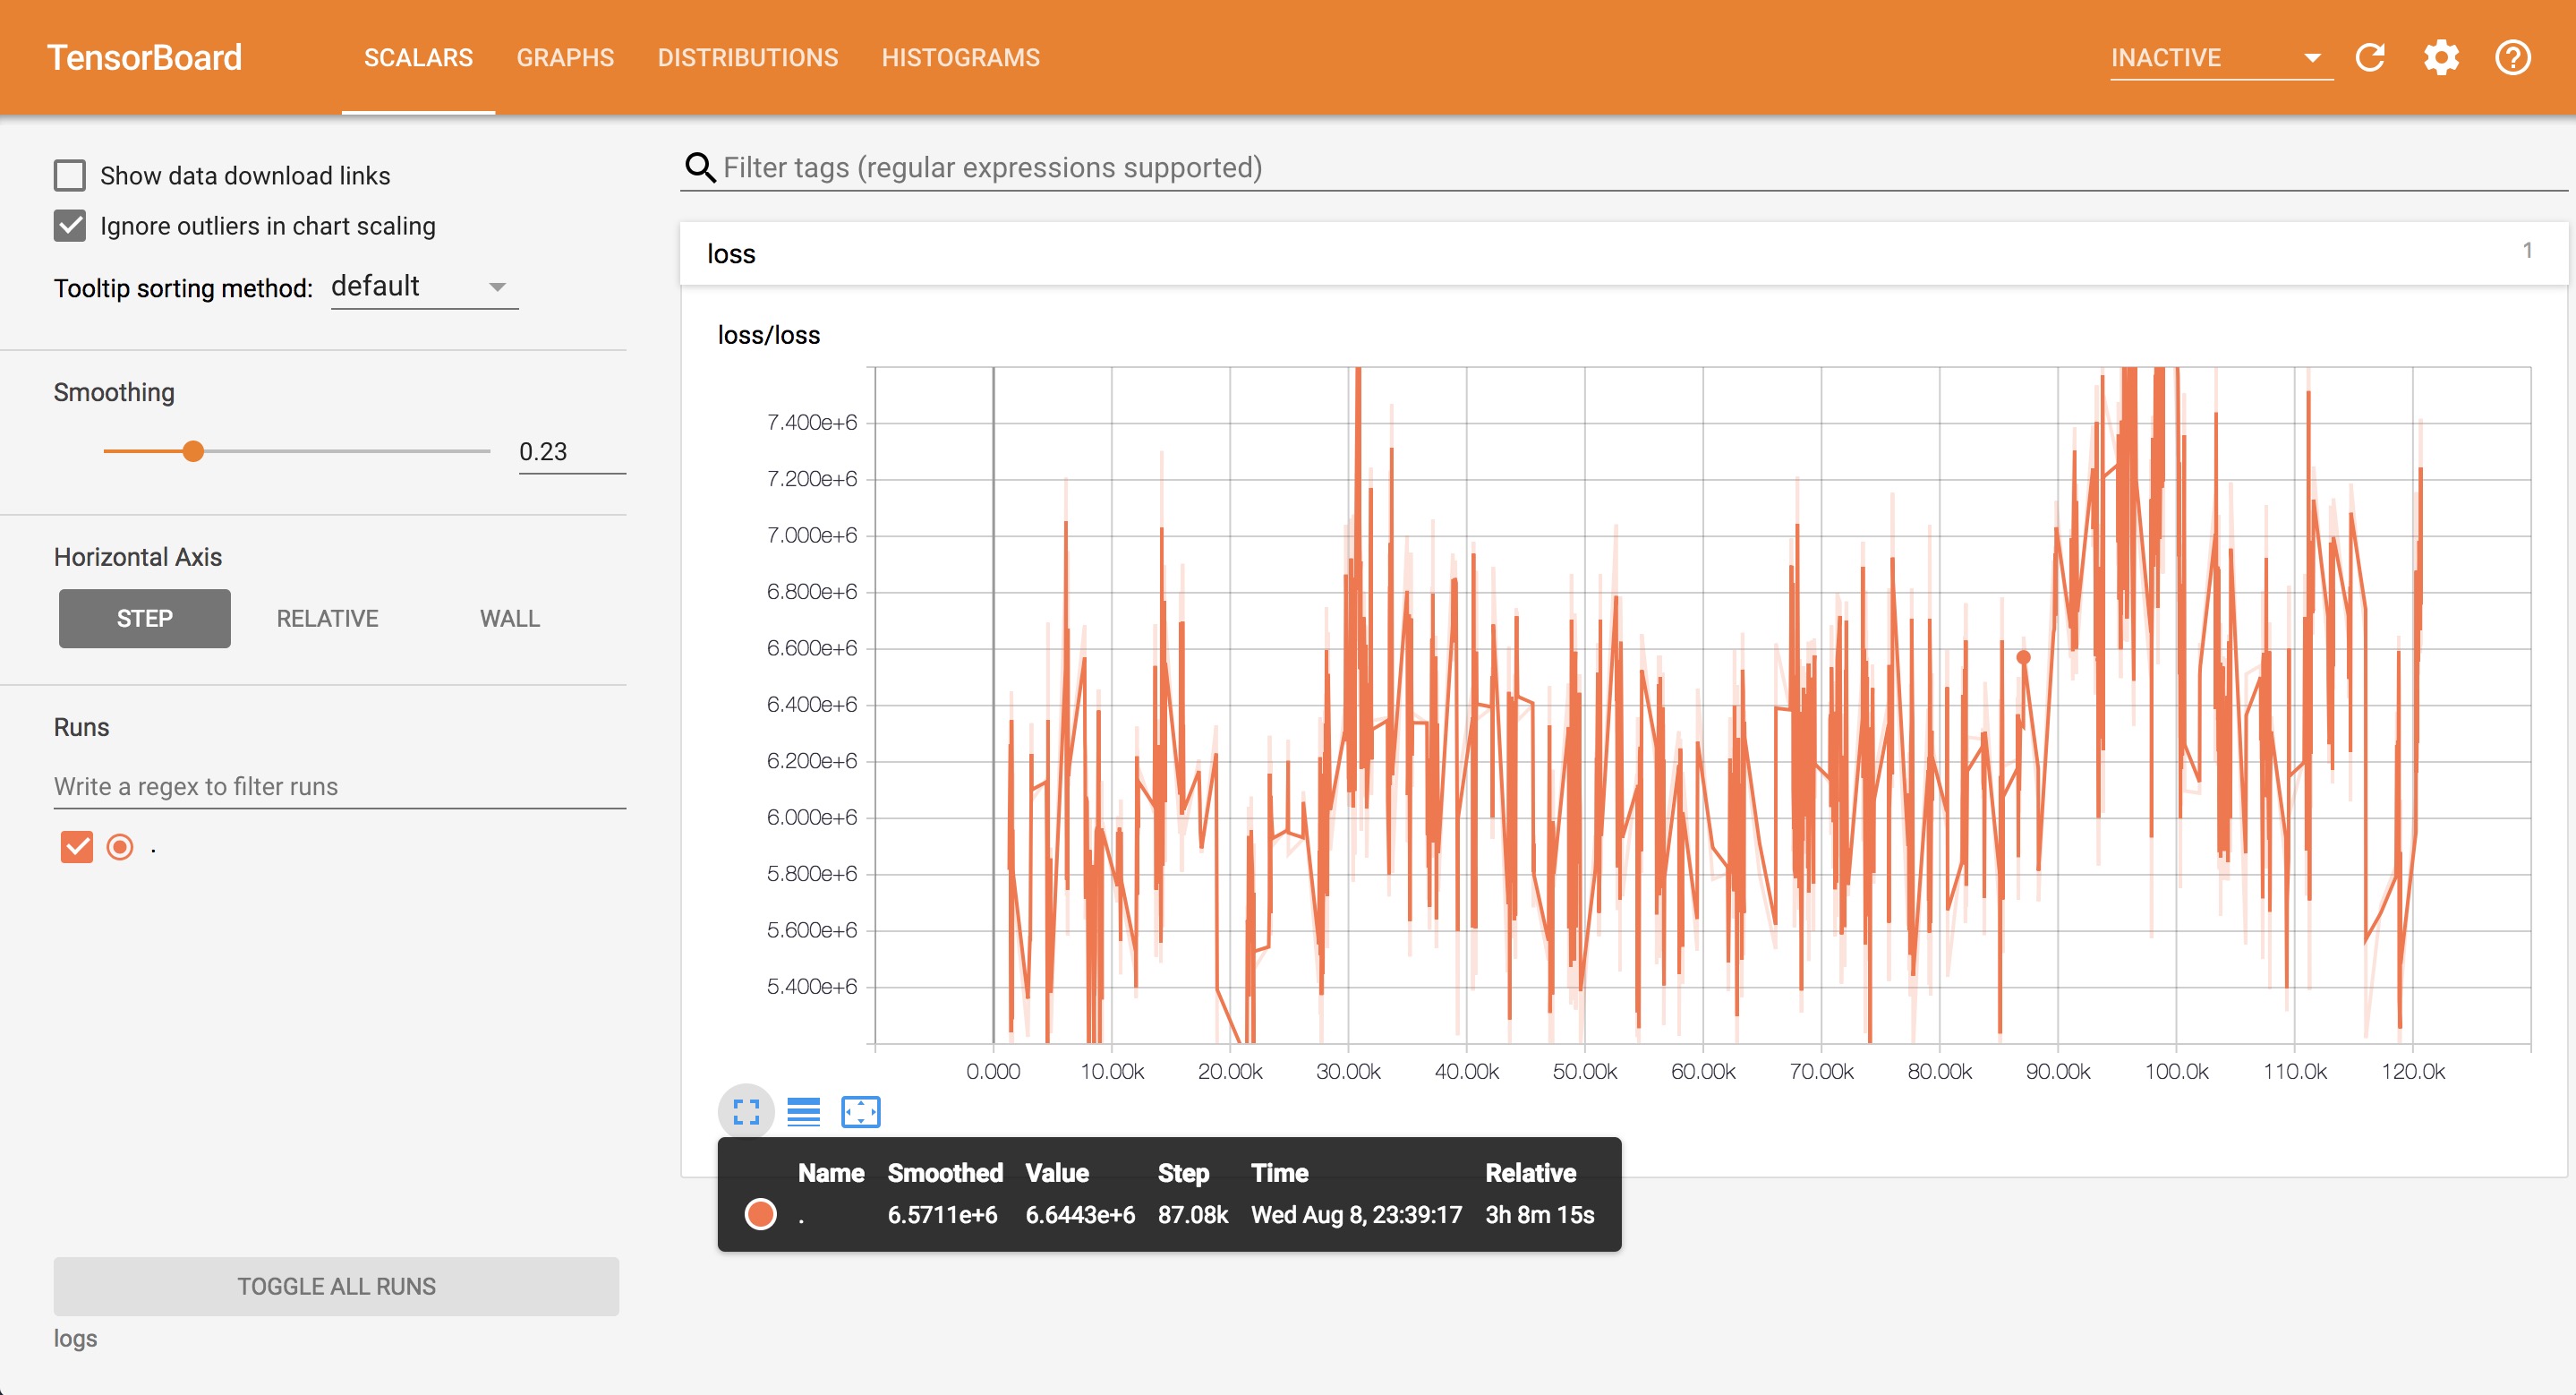 TensorBoard SCALARS GRAPHS DISTRIBUTIONS HISTOGRAMS INACTIVE
Show data download links
Ignore outliers in chart scaling
Tooltip sorting method: default
Smoothing
0.23
Horizontal Axis
STEP RELATIVE WALL
Runs
Write a regex to filter runs
.
TOGGLE ALL RUNS
logs
Filter tags (regular expressions supported)
loss 1
loss/loss
7.400e+6
7.200e+6
7.000e+6
6.800e+6
6.600e+6
6.400e+6
6.200e+6
6.000e+6
5.800e+6
5.600e+6
5.400e+6
0.000 10.00k 20.00k 30.00k 40.00k 50.00k 60.00k 70.00k 80.00k 90.00k 100.0k 110.0k 120.0k
Name Smoothed Value Step Time Relative
. 6.5711e+6 6.6443e+6 87.08k Wed Aug 8, 23:39:17 3h 8m 15s